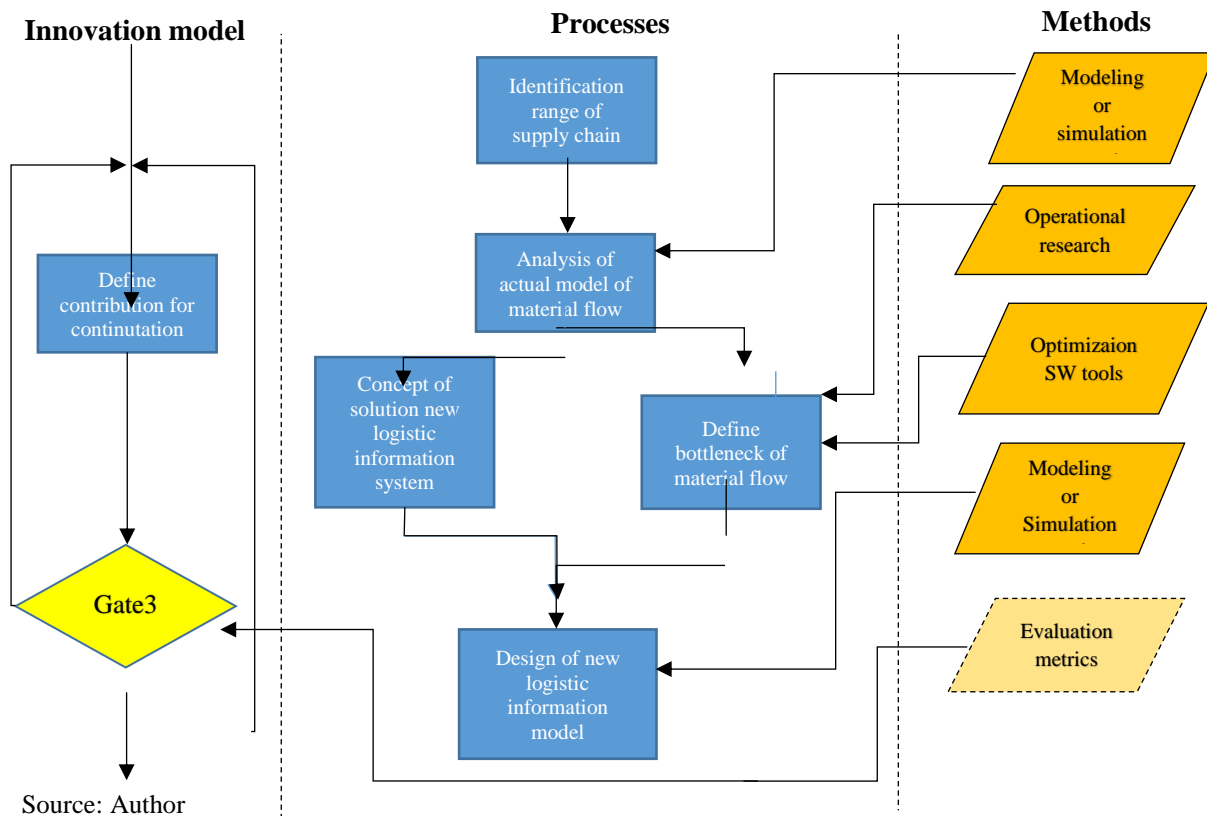 Innovation model
Processes
Methods
Define
contribution for
continutation
Gate3
Source: Author
Identification
range of
supply chain
Analysis of
actual model of
material flow
Concept of
solution new
logistic
information
system
Define
bottleneck of
material flow
Design of new
logistic
information
model
Modeling
or
simulation
Operational
research
Optimizaion
SW tools
Modeling
or
Simulation
Evaluation
metrics